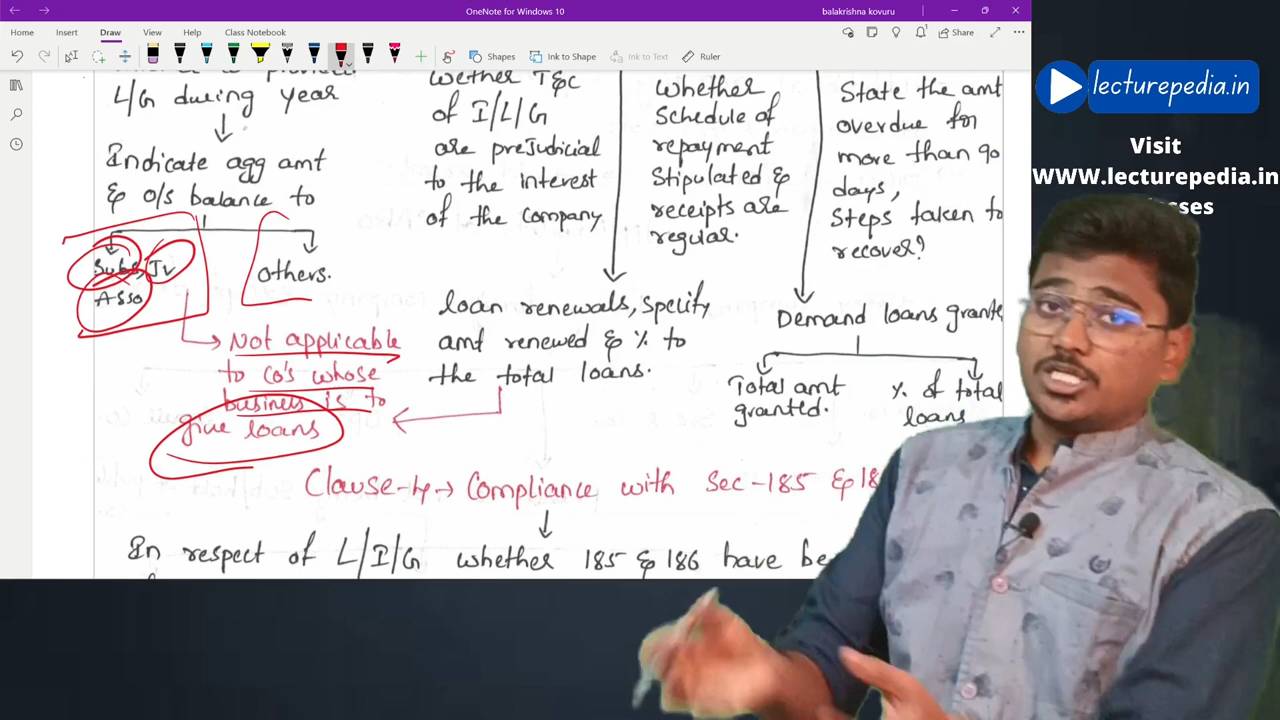 OneNote for Windows 10
balakrishna kovuru
Home Insert Draw View Help Class Notebook
Share
Shapes Ink to Shape Ink to Text Ruler
L/G during year
Indicate agg amt
& o/s balance to
Subs, Jv
Asso
others.
Not applicable
to co's whose
business is to
give loans
wether T&C
of I/L/G
are preJudicial
to the interest
of the company
loan renewals, specify
amt renewed & % to
the total loans.
Whether
Schedule of
repayment
Stipulated &
receipts are
regular.
State the amt
overdue for
more than 90
days,
Steps taken to
recover?
Demand loans grante
Total amt
granted.
% of total
loans
Clause-4 → Compliance with Sec-185 & 18
In respect of L/I/G whether 185 & 186 have be
lecturepedia.in
Visit
WWW.lecturepedia.in